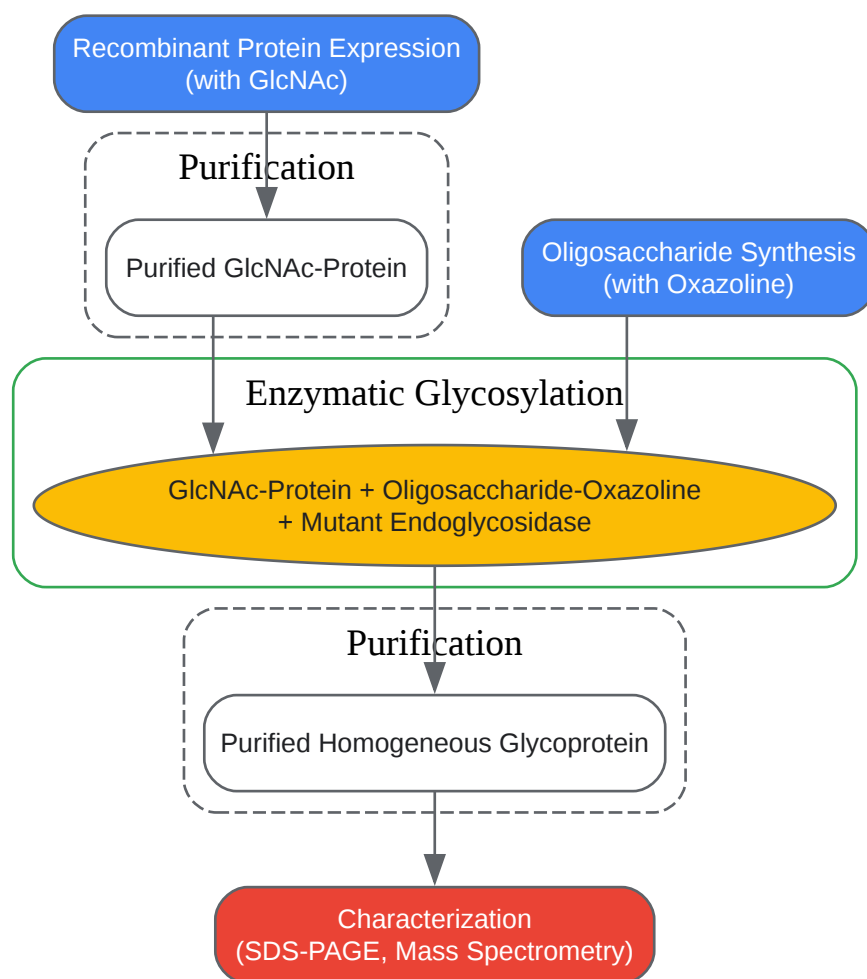 Recombinant Protein Expression
(with GlcNAc)
Purification
Purified GlcNAc-Protein
Oligosaccharide Synthesis
(with Oxazoline)
Enzymatic Glycosylation
GlcNAc-Protein + Oligosaccharide-Oxazoline
+ Mutant Endoglycosidase
Purification
Purified Homogeneous Glycoprotein
Characterization
(SDS-PAGE, Mass Spectrometry)